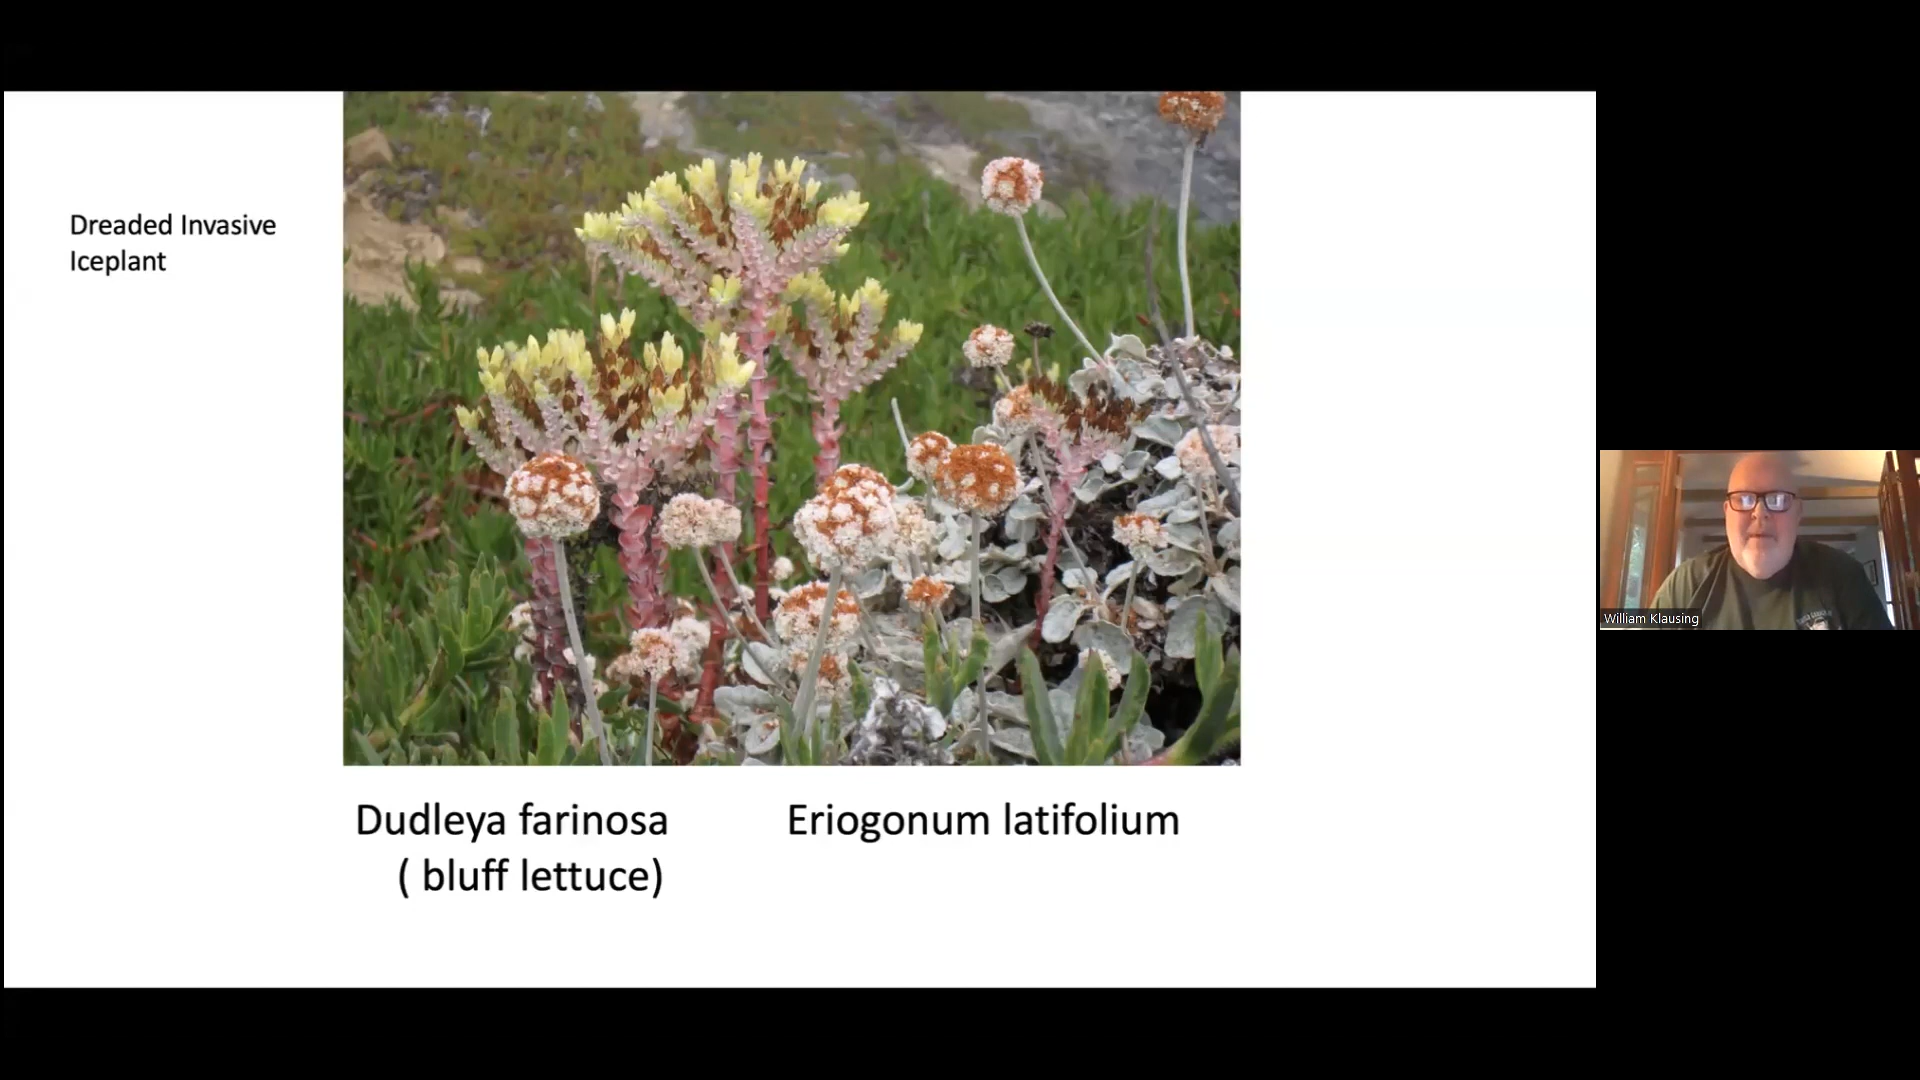 Dreaded Invasive
Iceplant
Dudleya farinosa
( bluff lettuce)
Eriogonum latifolium
William Klausing